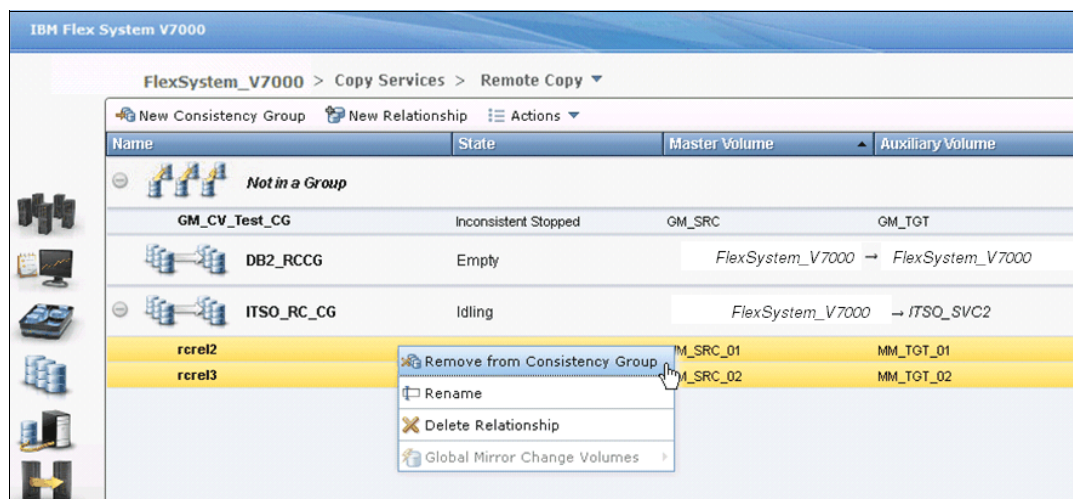 IBM Flex System V7000
FlexSystem_V7000 > Copy Services > Remote Copy
New Consistency Group New Relationship Actions
Name State Master Volume Auxiliary Volume
Not in a Group
GM_CV_Test_CG Inconsistent Stopped GM_SRC GM_TGT
DB2_RCCG Empty FlexSystem_V7000 → FlexSystem_V7000
ITSO_RC_CG Idling FlexSystem_V7000 → ITSO_SVC2
rcrel2 M_SRC_01 MM_TGT_01
Remove from Consistency Group
rcrel3 M_SRC_02 MM_TGT_02
Rename
Delete Relationship
Global Mirror Change Volumes